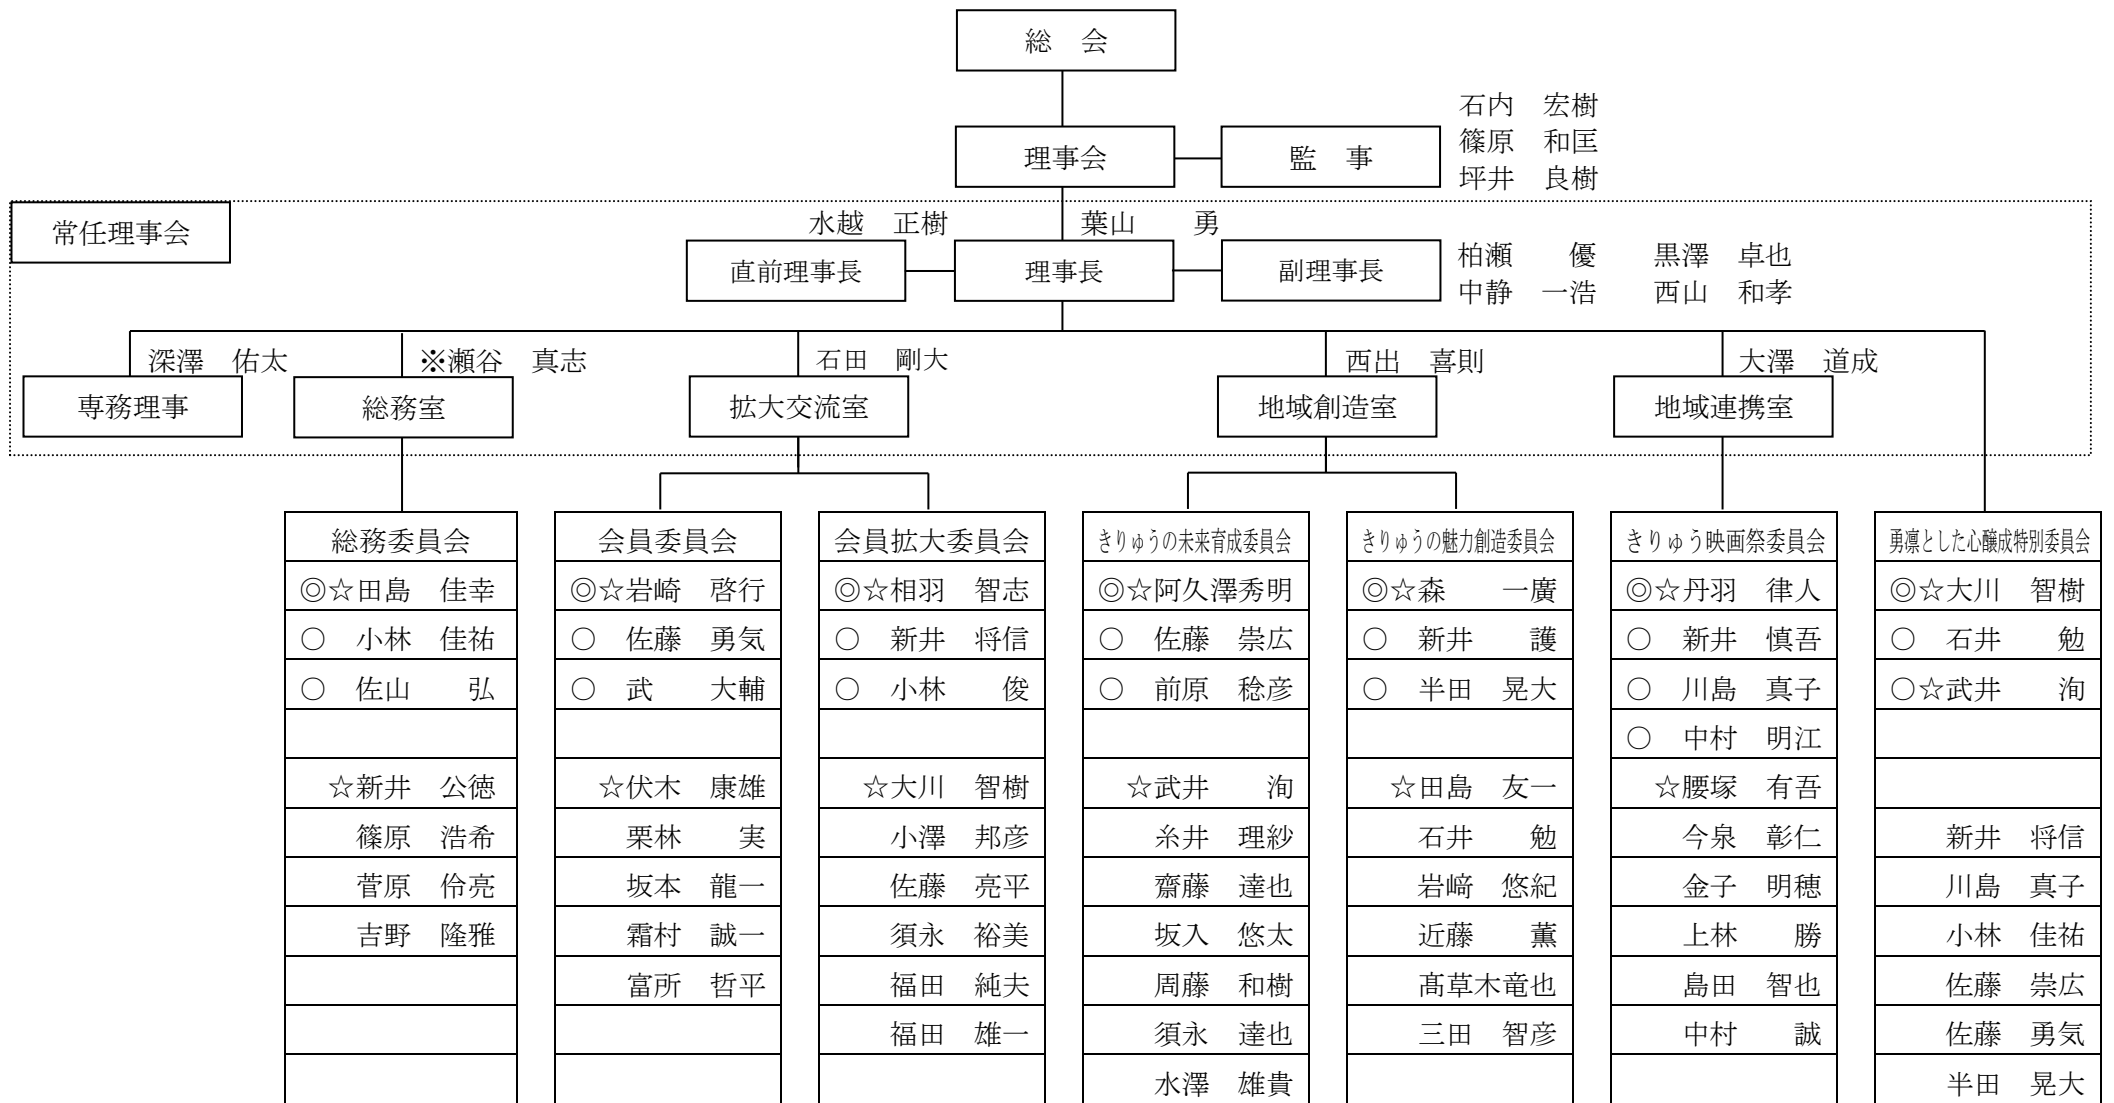 総　会
石内　宏樹
理事会
監　事
篠原　和匡
坪井　良樹
常任理事会
水越　正樹
葉山　　勇
直前理事長
理事長
副理事長
柏瀬　　優　　黒澤　卓也
中静　一浩　　西山　和孝
深澤　佑太
※瀬谷　真志
石田　剛大
西出　喜則
大澤　道成
専務理事
総務室
拡大交流室
地域創造室
地域連携室
総務委員会
◎☆田島　佳幸
○　小林　佳祐
○　佐山　　弘
☆新井　公徳
篠原　浩希
菅原　伶亮
吉野　隆雅
会員委員会
◎☆岩崎　啓行
○　佐藤　勇気
○　武　　大輔
☆伏木　康雄
栗林　　実
坂本　龍一
霜村　誠一
富所　哲平
会員拡大委員会
◎☆相羽　智志
○　新井　将信
○　小林　　俊
☆大川　智樹
小澤　邦彦
佐藤　亮平
須永　裕美
福田　純夫
福田　雄一
きりゅうの未来育成委員会
◎☆阿久澤秀明
○　佐藤　崇広
○　前原　稔彦
☆武井　　洵
糸井　理紗
齋藤　達也
坂入　悠太
周藤　和樹
須永　達也
水澤　雄貴
きりゅうの魅力創造委員会
◎☆森　　一廣
○　新井　　護
○　半田　晃大
☆田島　友一
石井　　勉
岩﨑　悠紀
近藤　　薫
髙草木竜也
三田　智彦
きりゅう映画祭委員会
◎☆丹羽　律人
○　新井　慎吾
○　川島　真子
○　中村　明江
☆腰塚　有吾
今泉　彰仁
金子　明穂
上林　　勝
島田　智也
中村　　誠
勇凛とした心醸成特別委員会
◎☆大川　智樹
○　石井　　勉
○☆武井　　洵
新井　将信
川島　真子
小林　佳祐
佐藤　崇広
佐藤　勇気
半田　晃大